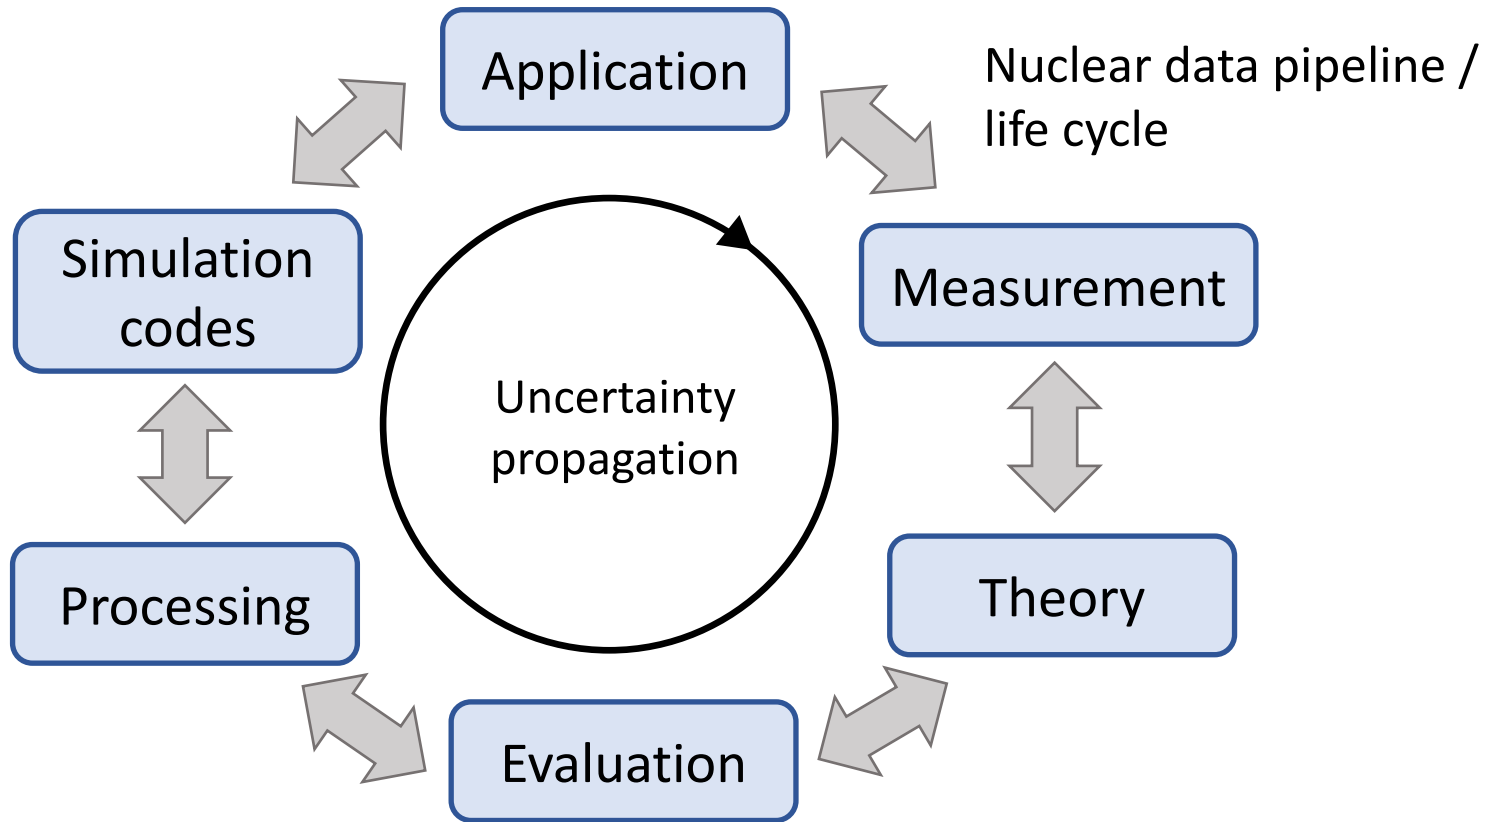 Application
Nuclear data pipeline /
life cycle
Simulation
codes
Measurement
Uncertainty
propagation
Processing
Theory
Evaluation